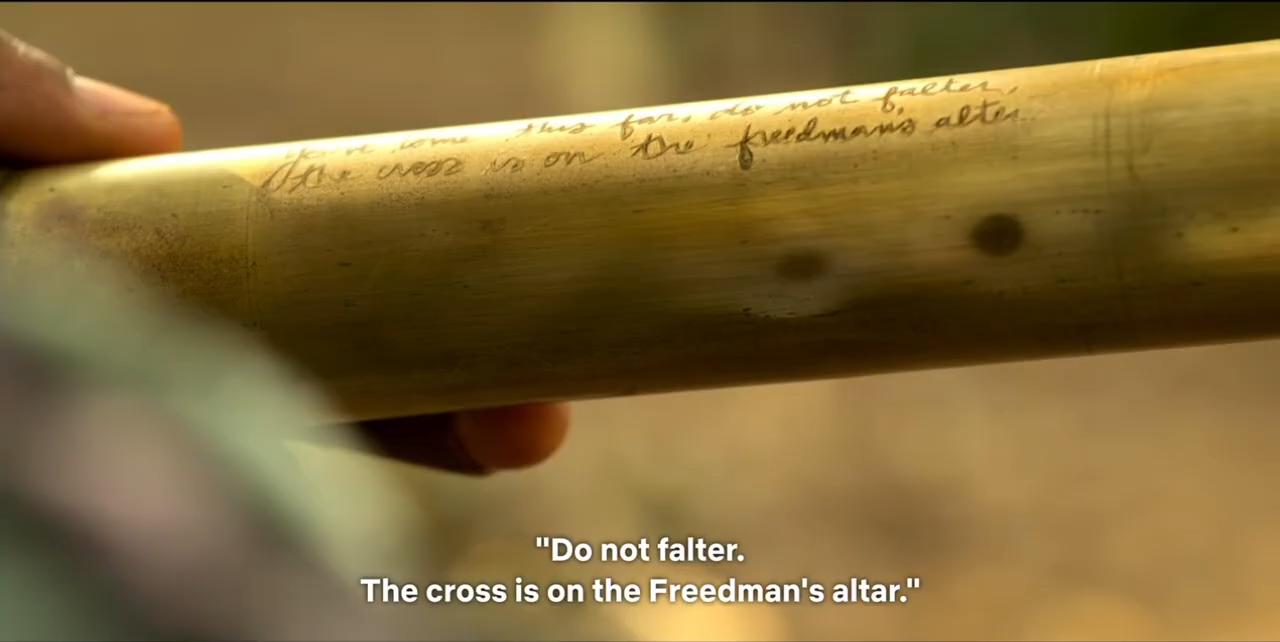 come this far, do not falter,
the cross is on the freedman's alter
"Do not falter.
The cross is on the Freedman's altar."